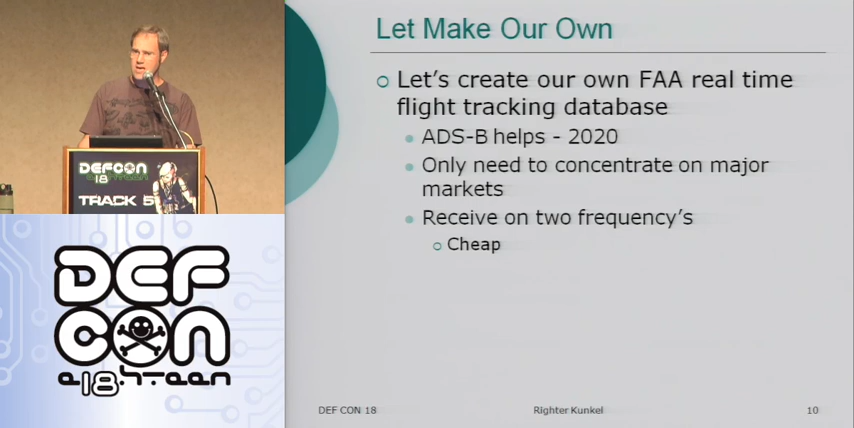 Let Make Our Own
Let's create our own FAA real time
flight tracking database
ADS-B helps - 2020
Only need to concentrate on major
markets
Receive on two frequency's
Cheap
DEF CON 18
Righter Kunkel
10
DEFCON
18
TRACK 5
DEF
CON
e18hteen